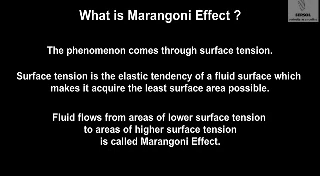 What is Marangoni Effect ?
The phenomenon comes through surface tension.
Surface tension is the elastic tendency of a fluid surface which
makes it acquire the least surface area possible.
Fluid flows from areas of lower surface tension
to areas of higher surface tension
is called Marangoni Effect.